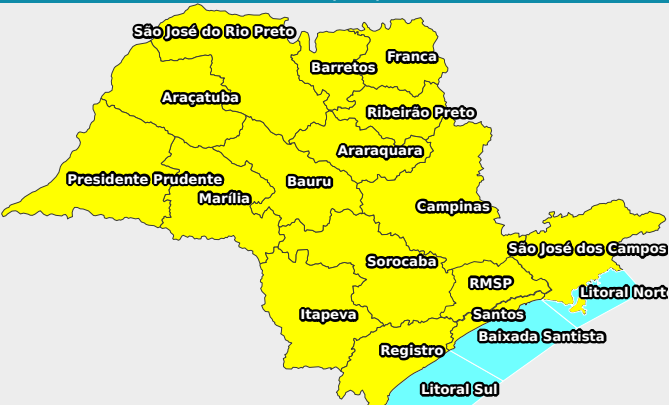 São José do Rio Preto
Franca
Barretos
Araçatuba
Ribeirão Preto
Araraquara
Presidente Prudente
Bauru
Marília
Campinas
São José dos Campos
Sorocaba
RMSP
Litoral Nort
Itapeva
Santos
Baixada Santista
Registro
Litoral Sul